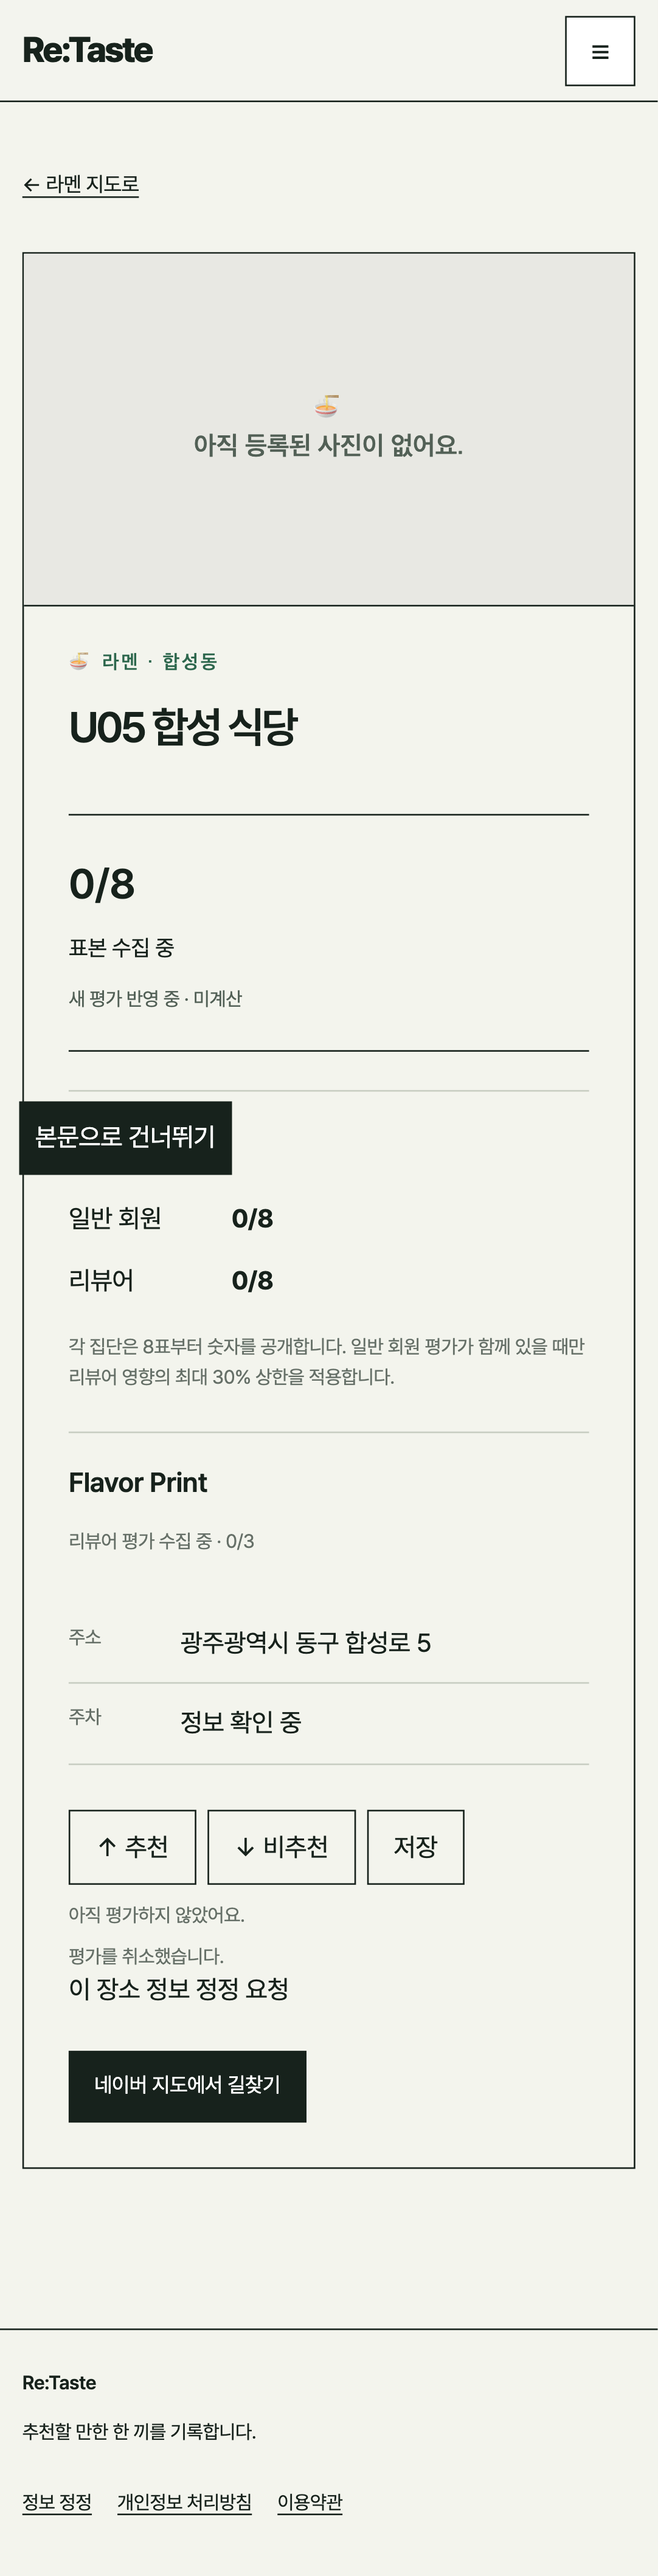 Re:Taste
≡
← 라멘 지도로
아직 등록된 사진이 없어요.
라멘 · 합성동
U05 합성 식당
0/8
표본 수집 중
새 평가 반영 중 · 미계산
본문으로 건너뛰기
일반 회원 0/8
리뷰어 0/8
각 집단은 8표부터 숫자를 공개합니다. 일반 회원 평가가 함께 있을 때만
리뷰어 영향의 최대 30% 상한을 적용합니다.
Flavor Print
리뷰어 평가 수집 중 · 0/3
주소 광주광역시 동구 합성로 5
주차 정보 확인 중
↑ 추천 ↓ 비추천 저장
아직 평가하지 않았어요.
평가를 취소했습니다.
이 장소 정보 정정 요청
네이버 지도에서 길찾기
Re:Taste
추천할 만한 한 끼를 기록합니다.
정보 정정 개인정보 처리방침 이용약관